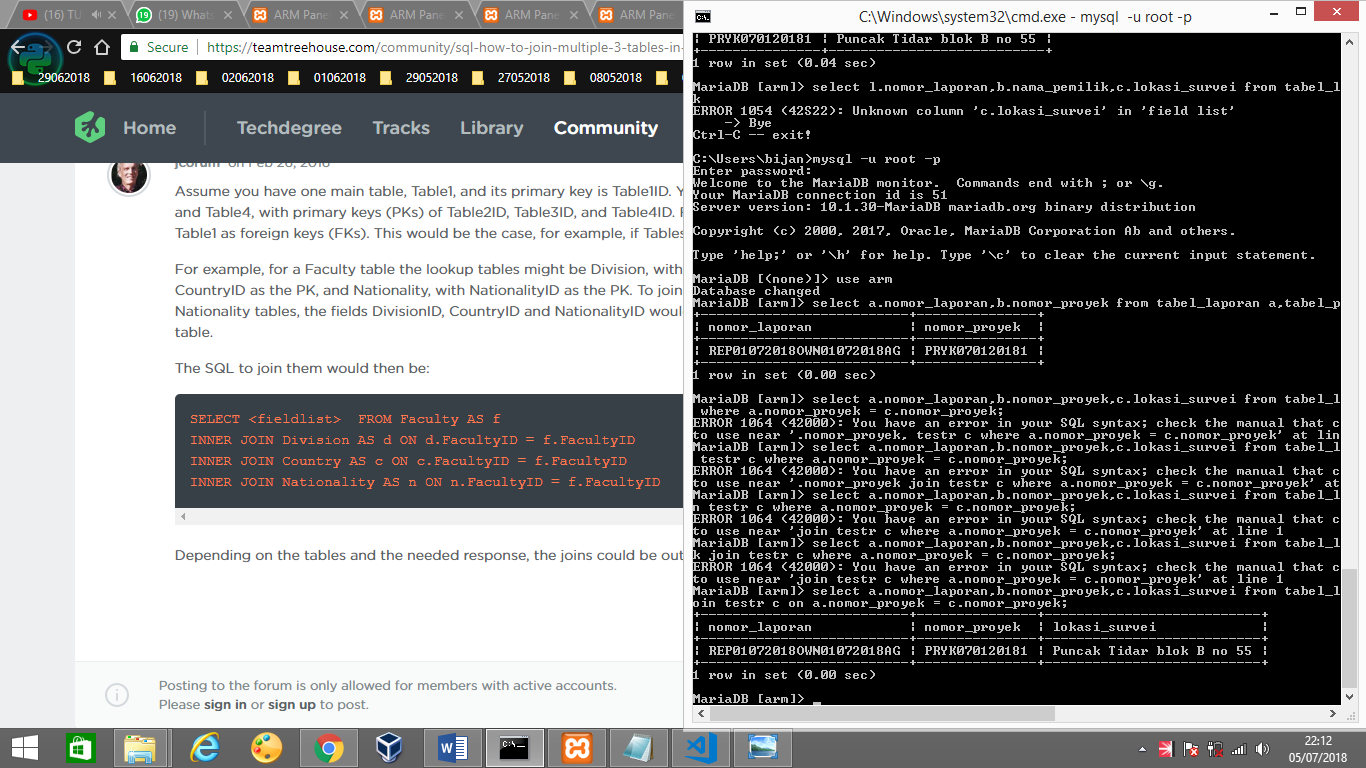 (16) TU
(19) Whats
ARM Pane
ARM Pane
ARM Pane
ARM Pane
Secure
https://teamtreehouse.com/community/sql-how-to-join-multiple-3-tables-in-
29062018
16062018
02062018
01062018
29052018
27052018
08052018
Home
Techdegree
Tracks
Library
Community
jcorum on Feb 28, 2016
Assume you have one main table, Table1, and its primary key is Table1ID. Y
and Table4, with primary keys (PKs) of Table2ID, Table3ID, and Table4ID.
Table1 as foreign keys (FKs). This would be the case, for example, if Tables
For example, for a Faculty table the lookup tables might be Division, with
CountryID as the PK, and Nationality, with NationalityID as the PK. To join
Nationality tables, the fields DivisionID, CountryID and NationalityID woul
table.
The SQL to join them would then be:
SELECT <fieldlist>  FROM Faculty AS f
INNER JOIN Division AS d ON d.FacultyID = f.FacultyID
INNER JOIN Country AS c ON c.FacultyID = f.FacultyID
INNER JOIN Nationality AS n ON n.FacultyID = f.FacultyID
Depending on the tables and the needed response, the joins could be out
Posting to the forum is only allowed for members with active accounts.
Please sign in or sign up to post.
C:\Windows\system32\cmd.exe - mysql  -u root -p
| PRYK070120181 | Puncak Tidar blok B no 55 |
1 row in set (0.04 sec)
MariaDB [arm]> select l.nomor_laporan,b.nama_pemilik,c.lokasi_survei from tabel_l
k
ERROR 1054 (42S22): Unknown column 'c.lokasi_survei' in 'field list'
    -> Bye
Ctrl-C -- exit!
C:\Users\bijan>mysql -u root -p
Enter password:
Welcome to the MariaDB monitor.  Commands end with ; or \g.
Your MariaDB connection id is 51
Server version: 10.1.30-MariaDB mariadb.org binary distribution
Copyright (c) 2000, 2017, Oracle, MariaDB Corporation Ab and others.
Type 'help;' or '\h' for help. Type '\c' to clear the current input statement.
MariaDB [(none)]> use arm
Database changed
MariaDB [arm]> select a.nomor_laporan,b.nomor_proyek from tabel_laporan a,tabel_p
| nomor_laporan | nomor_proyek |
| REP01072018OWN01072018AG | PRYK070120181 |
1 row in set (0.00 sec)
MariaDB [arm]> select a.nomor_laporan,b.nomor_proyek,c.lokasi_survei from tabel_l
where a.nomor_proyek = c.nomor_proyek;
ERROR 1064 (42000): You have an error in your SQL syntax; check the manual that c
to use near '.nomor_proyek, testr c where a.nomor_proyek = c.nomor_proyek' at lin
MariaDB [arm]> select a.nomor_laporan,b.nomor_proyek,c.lokasi_survei from tabel_l
testr c where a.nomor_proyek = c.nomor_proyek;
ERROR 1064 (42000): You have an error in your SQL syntax; check the manual that c
to use near '.nomor_proyek join testr c where a.nomor_proyek = c.nomor_proyek' at
MariaDB [arm]> select a.nomor_laporan,b.nomor_proyek,c.lokasi_survei from tabel_l
n testr c where a.nomor_proyek = c.nomor_proyek;
ERROR 1064 (42000): You have an error in your SQL syntax; check the manual that c
to use near 'join testr c where a.nomor_proyek = c.nomor_proyek' at line 1
MariaDB [arm]> select a.nomor_laporan,b.nomor_proyek,c.lokasi_survei from tabel_l
k join testr c where a.nomor_proyek = c.nomor_proyek;
ERROR 1064 (42000): You have an error in your SQL syntax; check the manual that c
to use near 'join testr c where a.nomor_proyek = c.nomor_proyek' at line 1
MariaDB [arm]> select a.nomor_laporan,b.nomor_proyek,c.lokasi_survei from tabel_l
oin testr c on a.nomor_proyek = c.nomor_proyek;
| nomor_laporan | nomor_proyek | lokasi_survei |
| REP01072018OWN01072018AG | PRYK070120181 | Puncak Tidar blok B no 55 |
1 row in set (0.00 sec)
MariaDB [arm]> _
22:12
05/07/2018